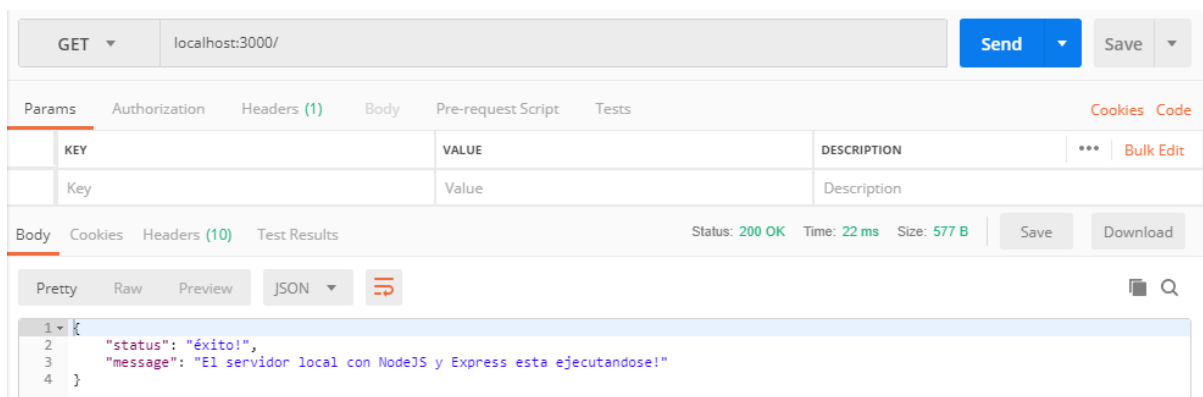 GET localhost:3000/ Send Save
Params Authorization Headers (1) Body Pre-request Script Tests Cookies Code
KEY VALUE DESCRIPTION ••• Bulk Edit
Key Value Description
Body Cookies Headers (10) Test Results Status: 200 OK Time: 22 ms Size: 577 B Save Download
Pretty Raw Preview JSON
1 {
2 "status": "éxito!",
3 "message": "El servidor local con NodeJS y Express esta ejecutandose!"
4 }